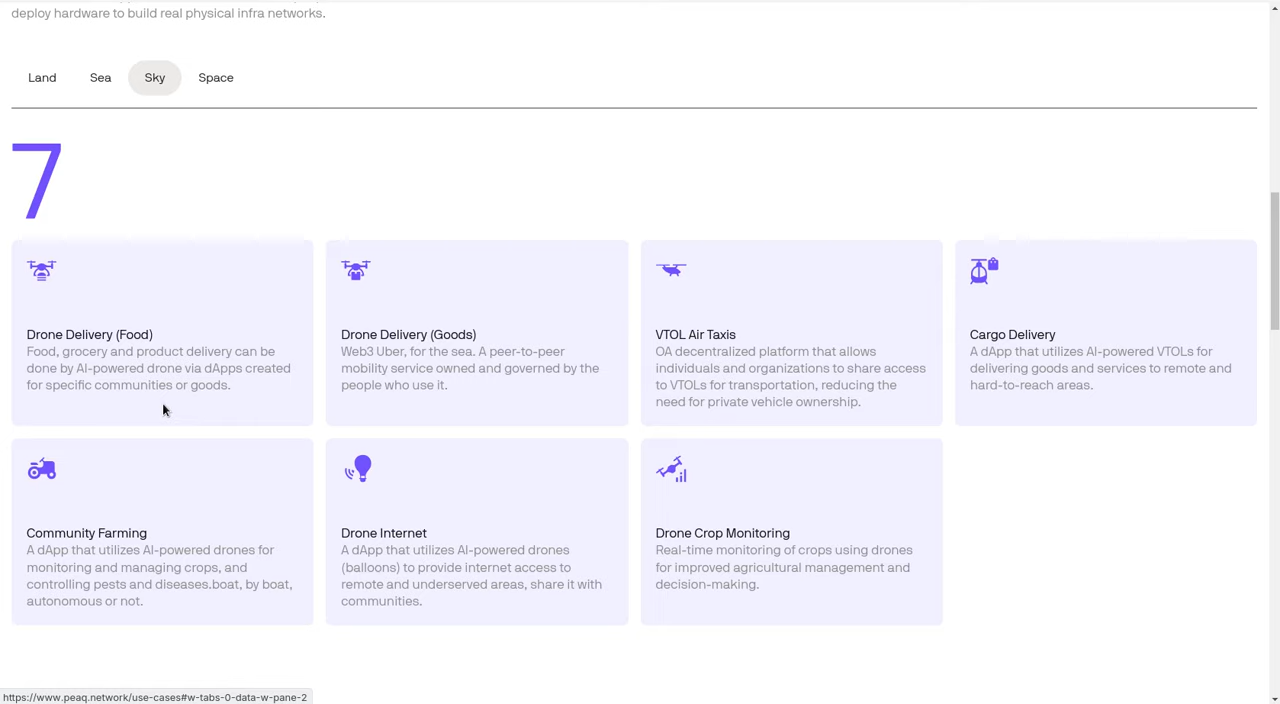 deploy hardware to build real physical infra networks.
Land Sea Sky Space
7
Drone Delivery (Food)
Food, grocery and product delivery can be
done by AI-powered drone via dApps created
for specific communities or goods.
Drone Delivery (Goods)
Web3 Uber, for the sea. A peer-to-peer
mobility service owned and governed by the
people who use it.
VTOL Air Taxis
OA decentralized platform that allows
individuals and organizations to share access
to VTOLs for transportation, reducing the
need for private vehicle ownership.
Cargo Delivery
A dApp that utilizes AI-powered VTOLs for
delivering goods and services to remote and
hard-to-reach areas.
Community Farming
A dApp that utilizes AI-powered drones for
monitoring and managing crops, and
controlling pests and diseases.boat, by boat,
autonomous or not.
Drone Internet
A dApp that utilizes AI-powered drones
(balloons) to provide internet access to
remote and underserved areas, share it with
communities.
Drone Crop Monitoring
Real-time monitoring of crops using drones
for improved agricultural management and
decision-making.
https://www.peaq.network/use-cases#w-tabs-0-data-w-pane-2